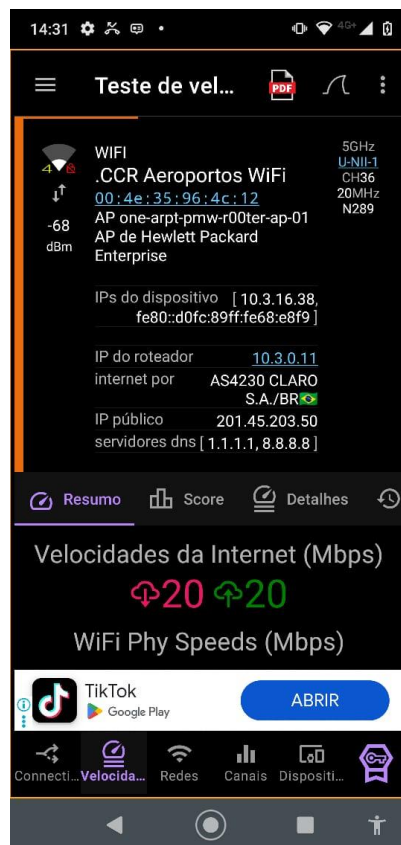 14:31
4G+
Teste de vel...
PDF
WIFI
.CCR Aeroportos WiFi
00:4e:35:96:4c:12
AP one-arpt-pmw-r00ter-ap-01
AP de Hewlett Packard
Enterprise
4
-68
dBm
5GHz
U-NII-1
CH36
20MHz
N289
IPs do dispositivo [ 10.3.16.38,
fe80::d0fc:89ff:fe68:e8f9 ]
IP do roteador 10.3.0.11
internet por AS4230 CLARO
S.A./BR
IP público 201.45.203.50
servidores dns [ 1.1.1.1, 8.8.8.8 ]
Resumo Score Detalhes
Velocidades da Internet (Mbps)
20 20
WiFi Phy Speeds (Mbps)
TikTok
Google Play
ABRIR
Connecti... Velocida... Redes Canais Dispositi...